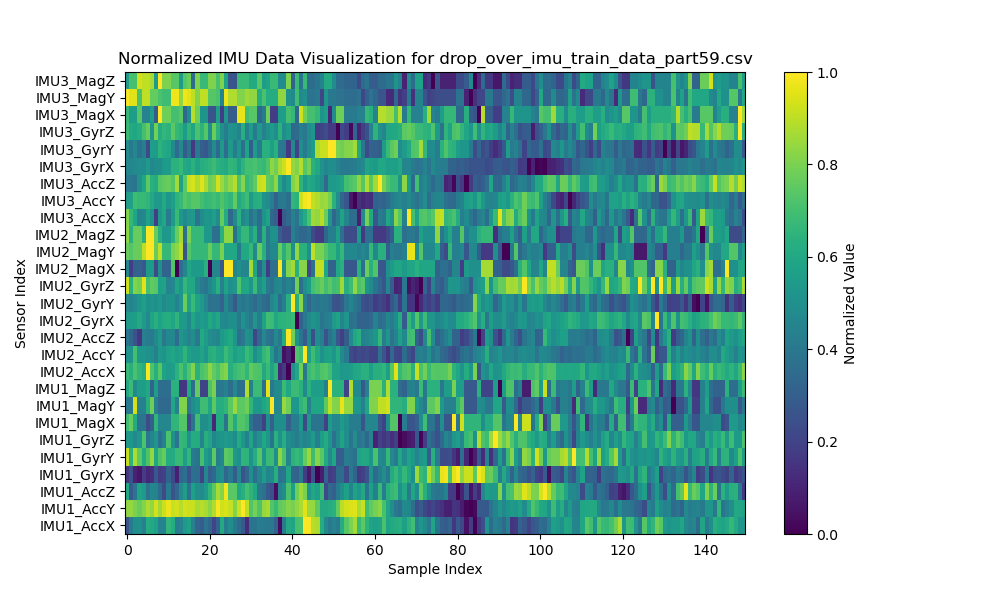 Normalized IMU Data Visualization for drop_over_imu_train_data_part59.csv
IMU3_MagZ
IMU3_MagY
IMU3_MagX
IMU3_GyrZ
IMU3_GyrY
IMU3_GyrX
IMU3_AccZ
IMU3_AccY
IMU3_AccX
IMU2_MagZ
IMU2_MagY
IMU2_MagX
IMU2_GyrZ
IMU2_GyrY
IMU2_GyrX
IMU2_AccZ
IMU2_AccY
IMU2_AccX
IMU1_MagZ
IMU1_MagY
IMU1_MagX
IMU1_GyrZ
IMU1_GyrY
IMU1_GyrX
IMU1_AccZ
IMU1_AccY
IMU1_AccX
Sensor Index
0 20 40 60 80 100 120 140
Sample Index
1.0
0.8
0.6
0.4
0.2
0.0
Normalized Value